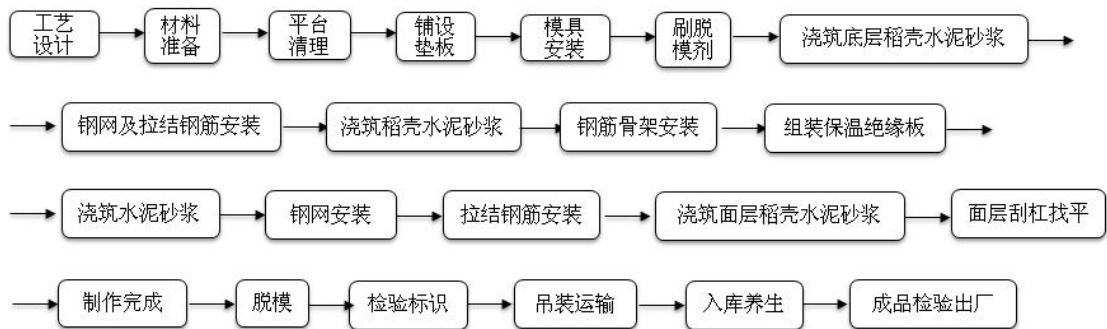 工艺
设计
材料
准备
平台
清理
铺设
垫板
模具
安装
刷脱
模剂
浇筑底层稻壳水泥砂浆
钢网及拉结钢筋安装
浇筑稻壳水泥砂浆
钢筋骨架安装
组装保温绝缘板
浇筑水泥砂浆
钢网安装
拉结钢筋安装
浇筑面层稻壳水泥砂浆
面层刮杠找平
制作完成
脱模
检验标识
吊装运输
入库养生
成品检验出厂